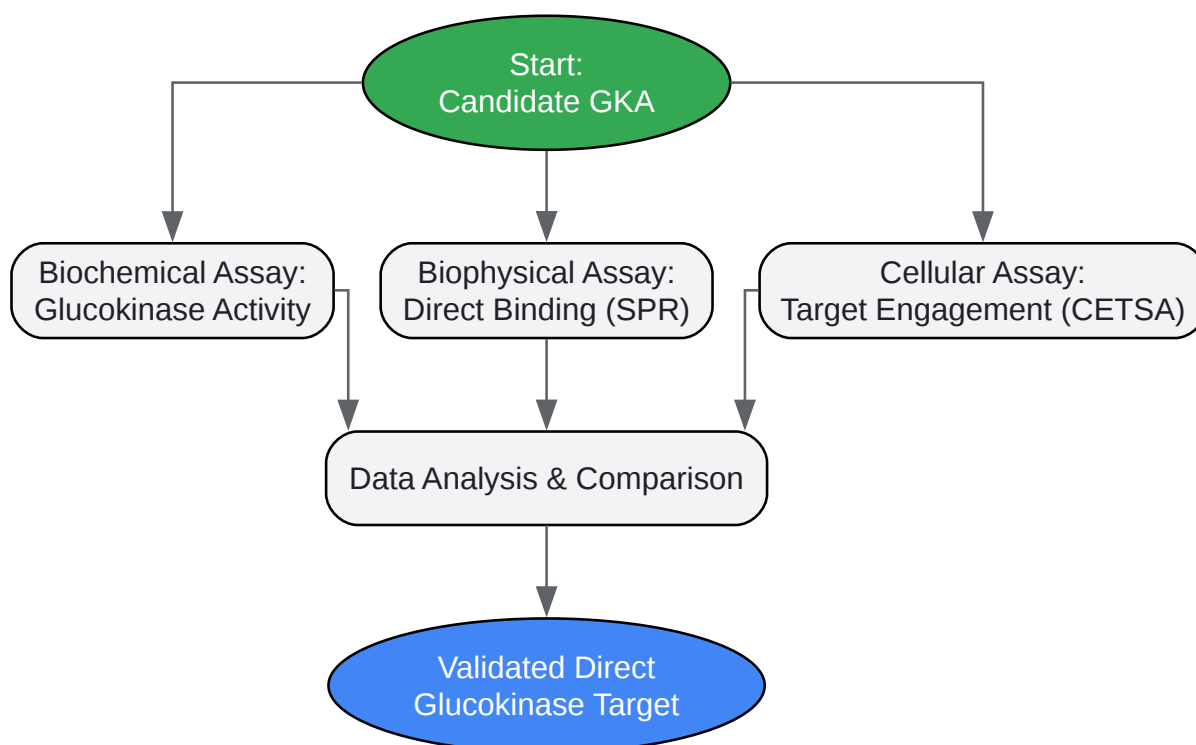 Start:
Candidate GKA
Biochemical Assay:
Glucokinase Activity
Biophysical Assay:
Direct Binding (SPR)
Cellular Assay:
Target Engagement (CETSA)
Data Analysis & Comparison
Validated Direct
Glucokinase Target